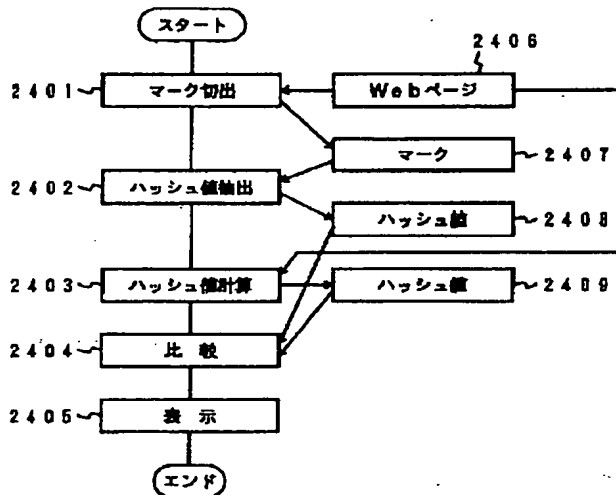 スタート
2406
2401 マーク切出 Webページ
マーク 2407
2402 ハッシュ値抽出
ハッシュ値 2408
2403 ハッシュ値計算 ハッシュ値 2409
2404 比較
2405 表示
エンド